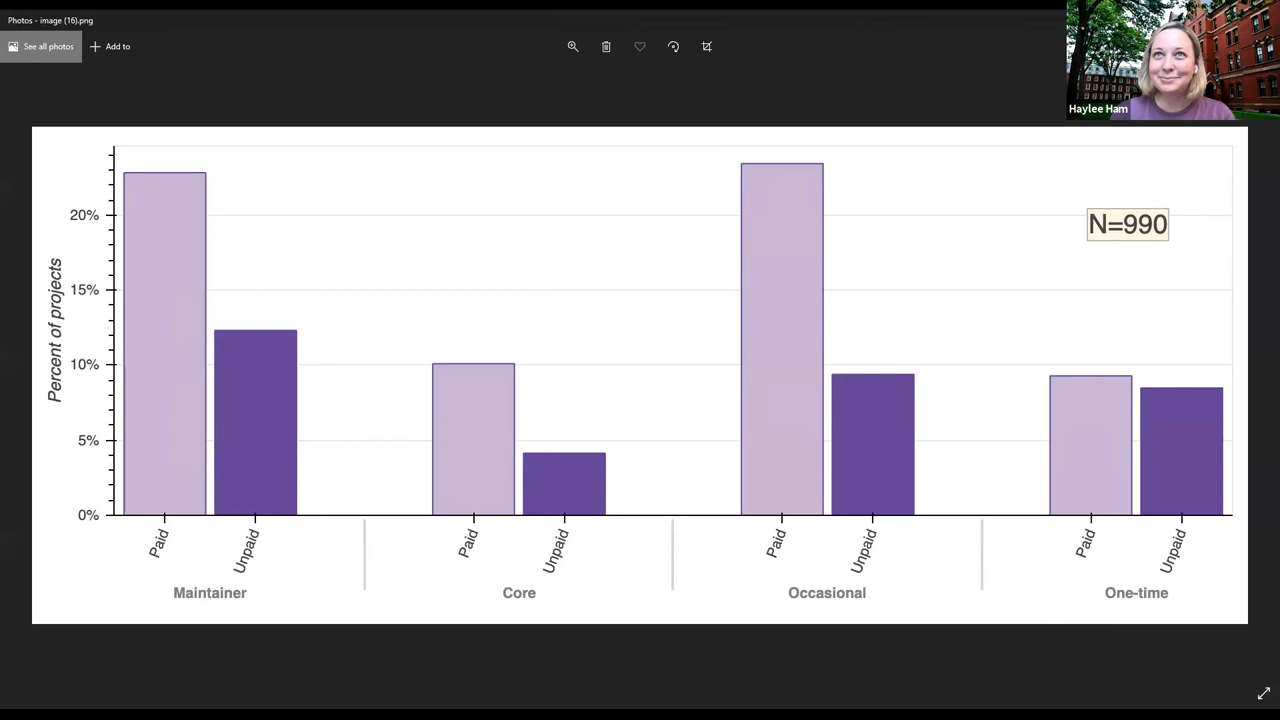 Photos - image (16).png
See all photos
Add to
Haylee Ham
N=990
Percent of projects
20%
15%
10%
5%
0%
Paid
Unpaid
Paid
Unpaid
Paid
Unpaid
Paid
Unpaid
Maintainer
Core
Occasional
One-time